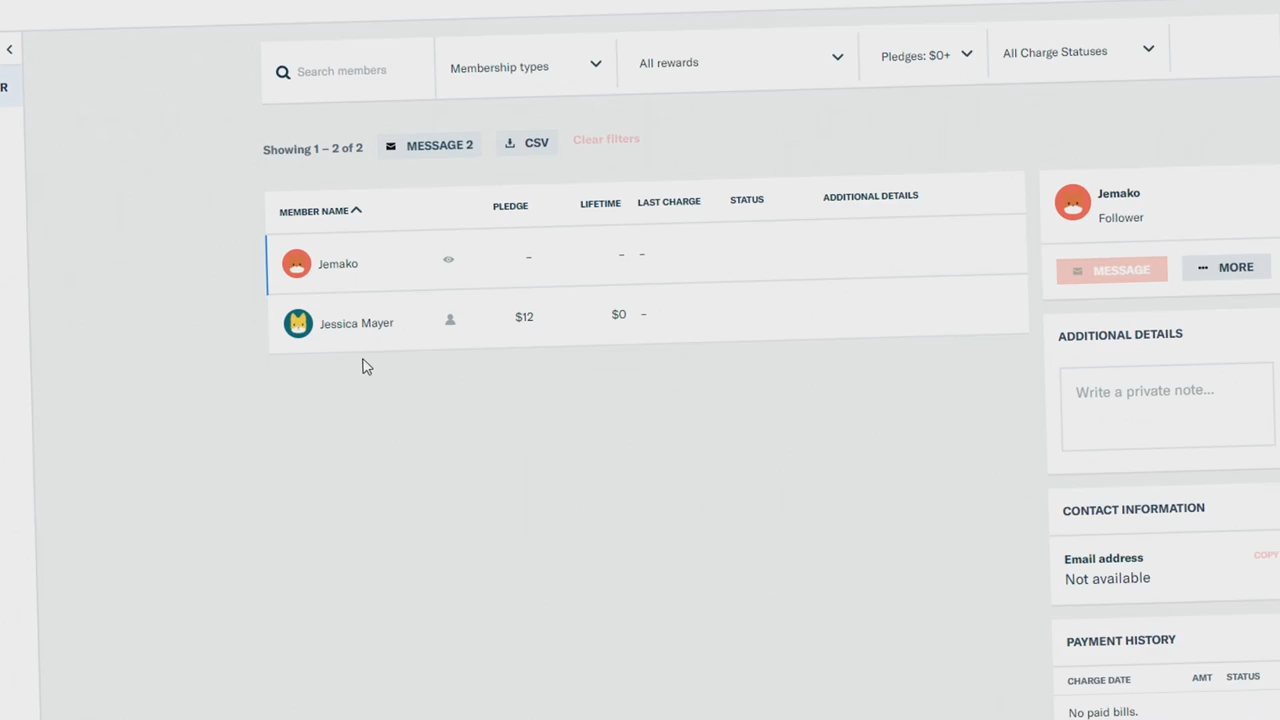 R
Search members
Membership types
All rewards
Pledges: $0+
All Charge Statuses
Showing 1 – 2 of 2
MESSAGE 2
CSV
Clear filters
MEMBER NAME
PLEDGE
LIFETIME
LAST CHARGE
STATUS
ADDITIONAL DETAILS
Jemako
–
– –
Jessica Mayer
$12
$0 –
Jemako
Follower
MESSAGE
MORE
ADDITIONAL DETAILS
Write a private note...
CONTACT INFORMATION
Email address
COPY
Not available
PAYMENT HISTORY
CHARGE DATE
AMT
STATUS
No paid bills.